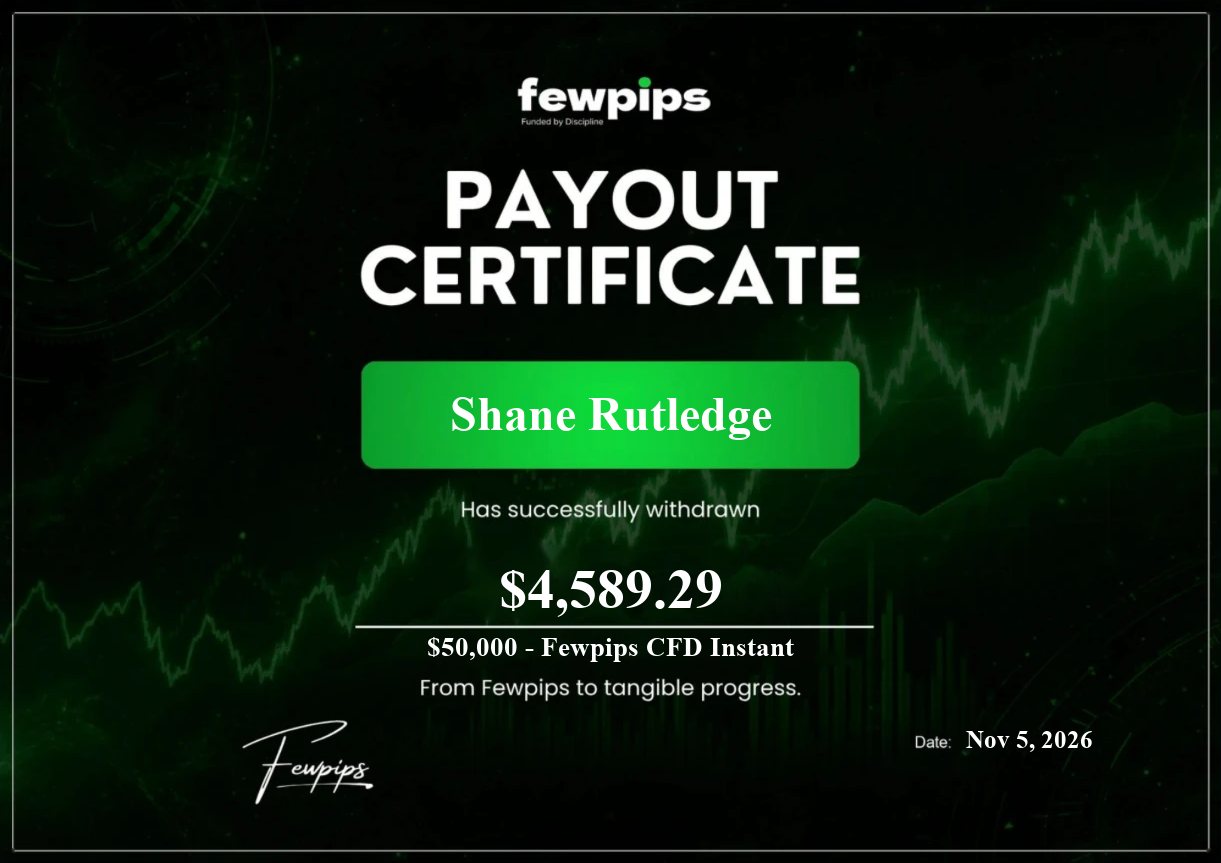 fewpips
Funded by Discipline
PAYOUT
CERTIFICATE
Shane Rutledge
Has successfully withdrawn
$4,589.29
$50,000 - Fewpips CFD Instant
From Fewpips to tangible progress.
Fewpips
Date: Nov 5, 2026